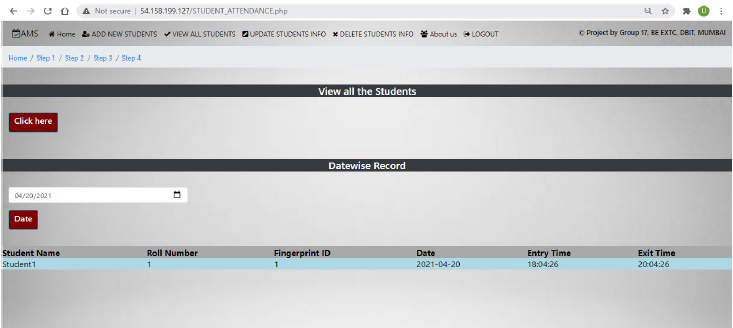 Not secure | 54.158.199.127/STUDENT_ATTENDANCE.php
U
AMS Home ADD NEW STUDENTS VIEW ALL STUDENTS UPDATE STUDENTS INFO DELETE STUDENTS INFO About us LOGOUT © Project by Group 17, BE EXTC, DBIT, MUMBAI
Home / Step 1 / Step 2 / Step 3 / Step 4
View all the Students
Click here
Datewise Record
04/20/2021
Date
Student Name Roll Number Fingerprint ID Date Entry Time Exit Time
Student1 1 1 2021-04-20 18:04:26 20:04:26